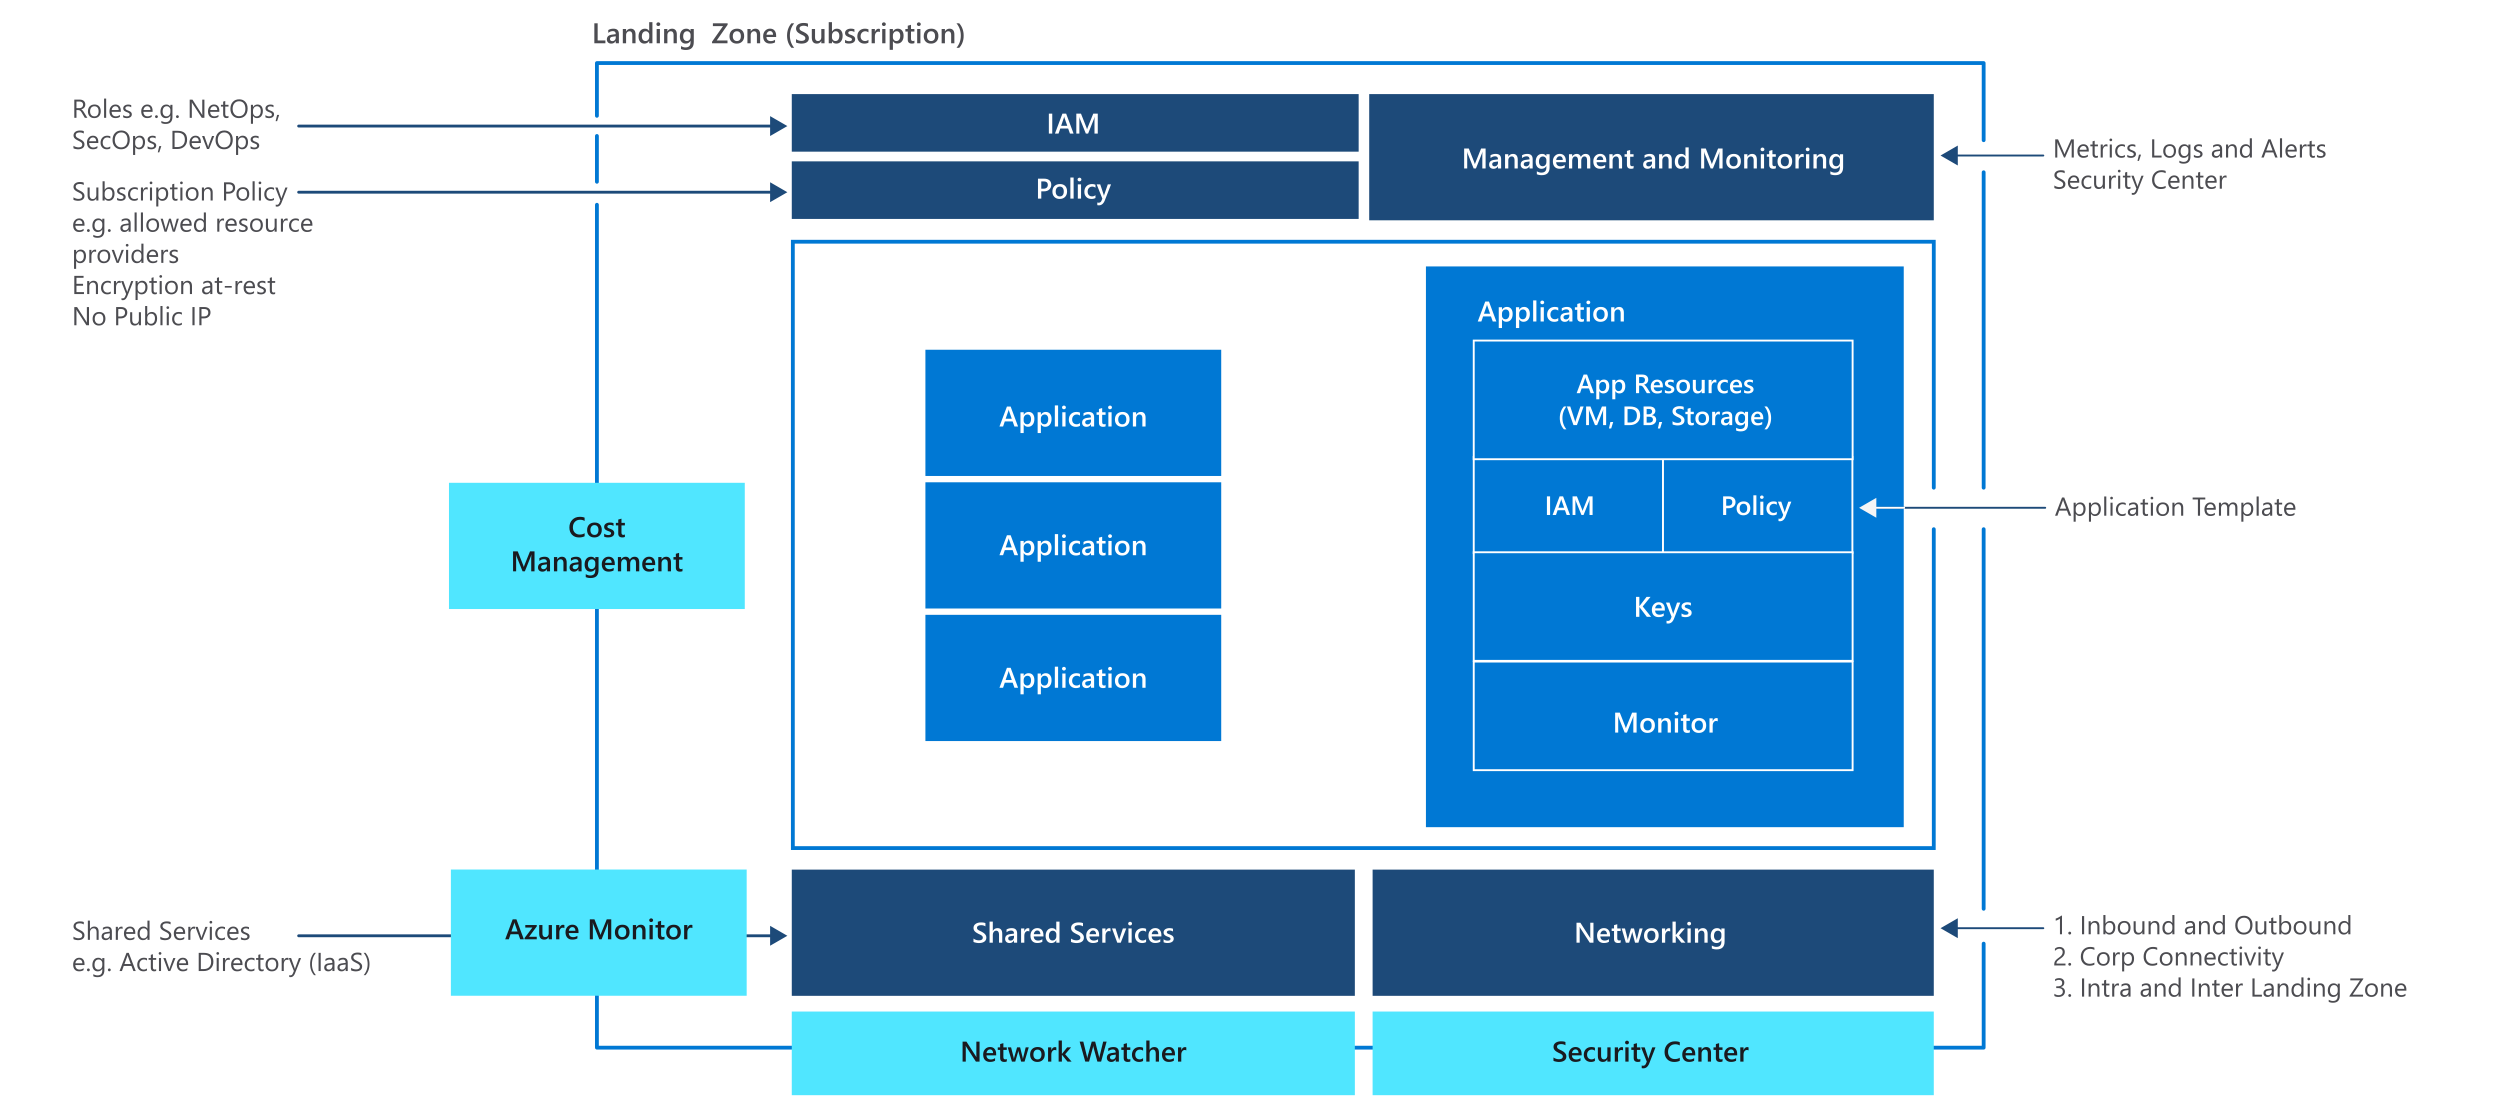 Landing Zone (Subscription)
Roles e.g. NetOps,
SecOps, DevOps
Subscription Policy
e.g. allowed resource
providers
Encryption at-rest
No Public IP
IAM
Policy
Management and Monitoring
Metrics, Logs and Alerts
Security Center
Application
Application
Application
Application
App Resources
(VM, DB, Storage)
IAM
Policy
Keys
Monitor
Application Template
Cost
Management
Azure Monitor
Shared Services
e.g. Active Directory (IaaS)
Shared Services
Networking
1. Inbound and Outbound
2. Corp Connectivity
3. Intra and Inter Landing Zone
Network Watcher
Security Center